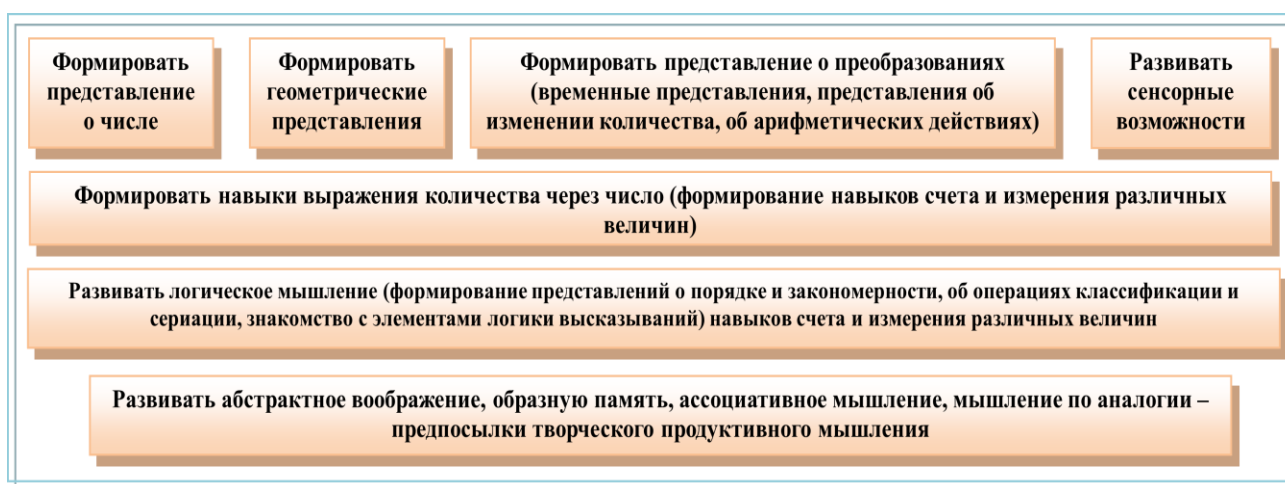 Формировать
представление
о числе
Формировать
геометрические
представления
Формировать представление о преобразованиях
(временные представления, представления об
изменении количества, об арифметических действиях)
Развивать
сенсорные
возможности
Формировать навыки выражения количества через число (формирование навыков счета и измерения различных
величин)
Развивать логическое мышление (формирование представлений о порядке и закономерности, об операциях классификации и
сериации, знакомство с элементами логики высказываний) навыков счета и измерения различных величин
Развивать абстрактное воображение, образную память, ассоциативное мышление, мышление по аналогии –
предпосылки творческого продуктивного мышления